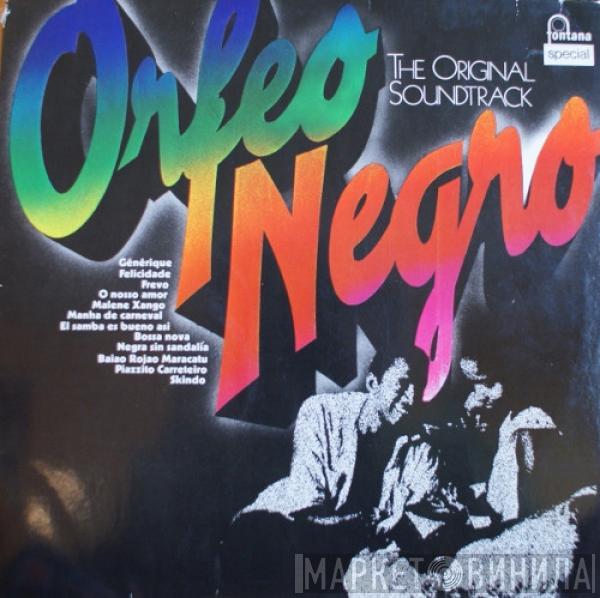 Orfeo
Negro
THE ORIGINAL
SOUNDTRACK
fontana
special
Générique
Felicidade
Frevo
O nosso amor
Malene Xango
Manha de carneval
El samba es bueno asi
Bossa nova
Negra sin sandalía
Baiao Rojao Maracatu
Piazzito Carreteiro
Skindo
МАРКЕТ ВИНИЛА